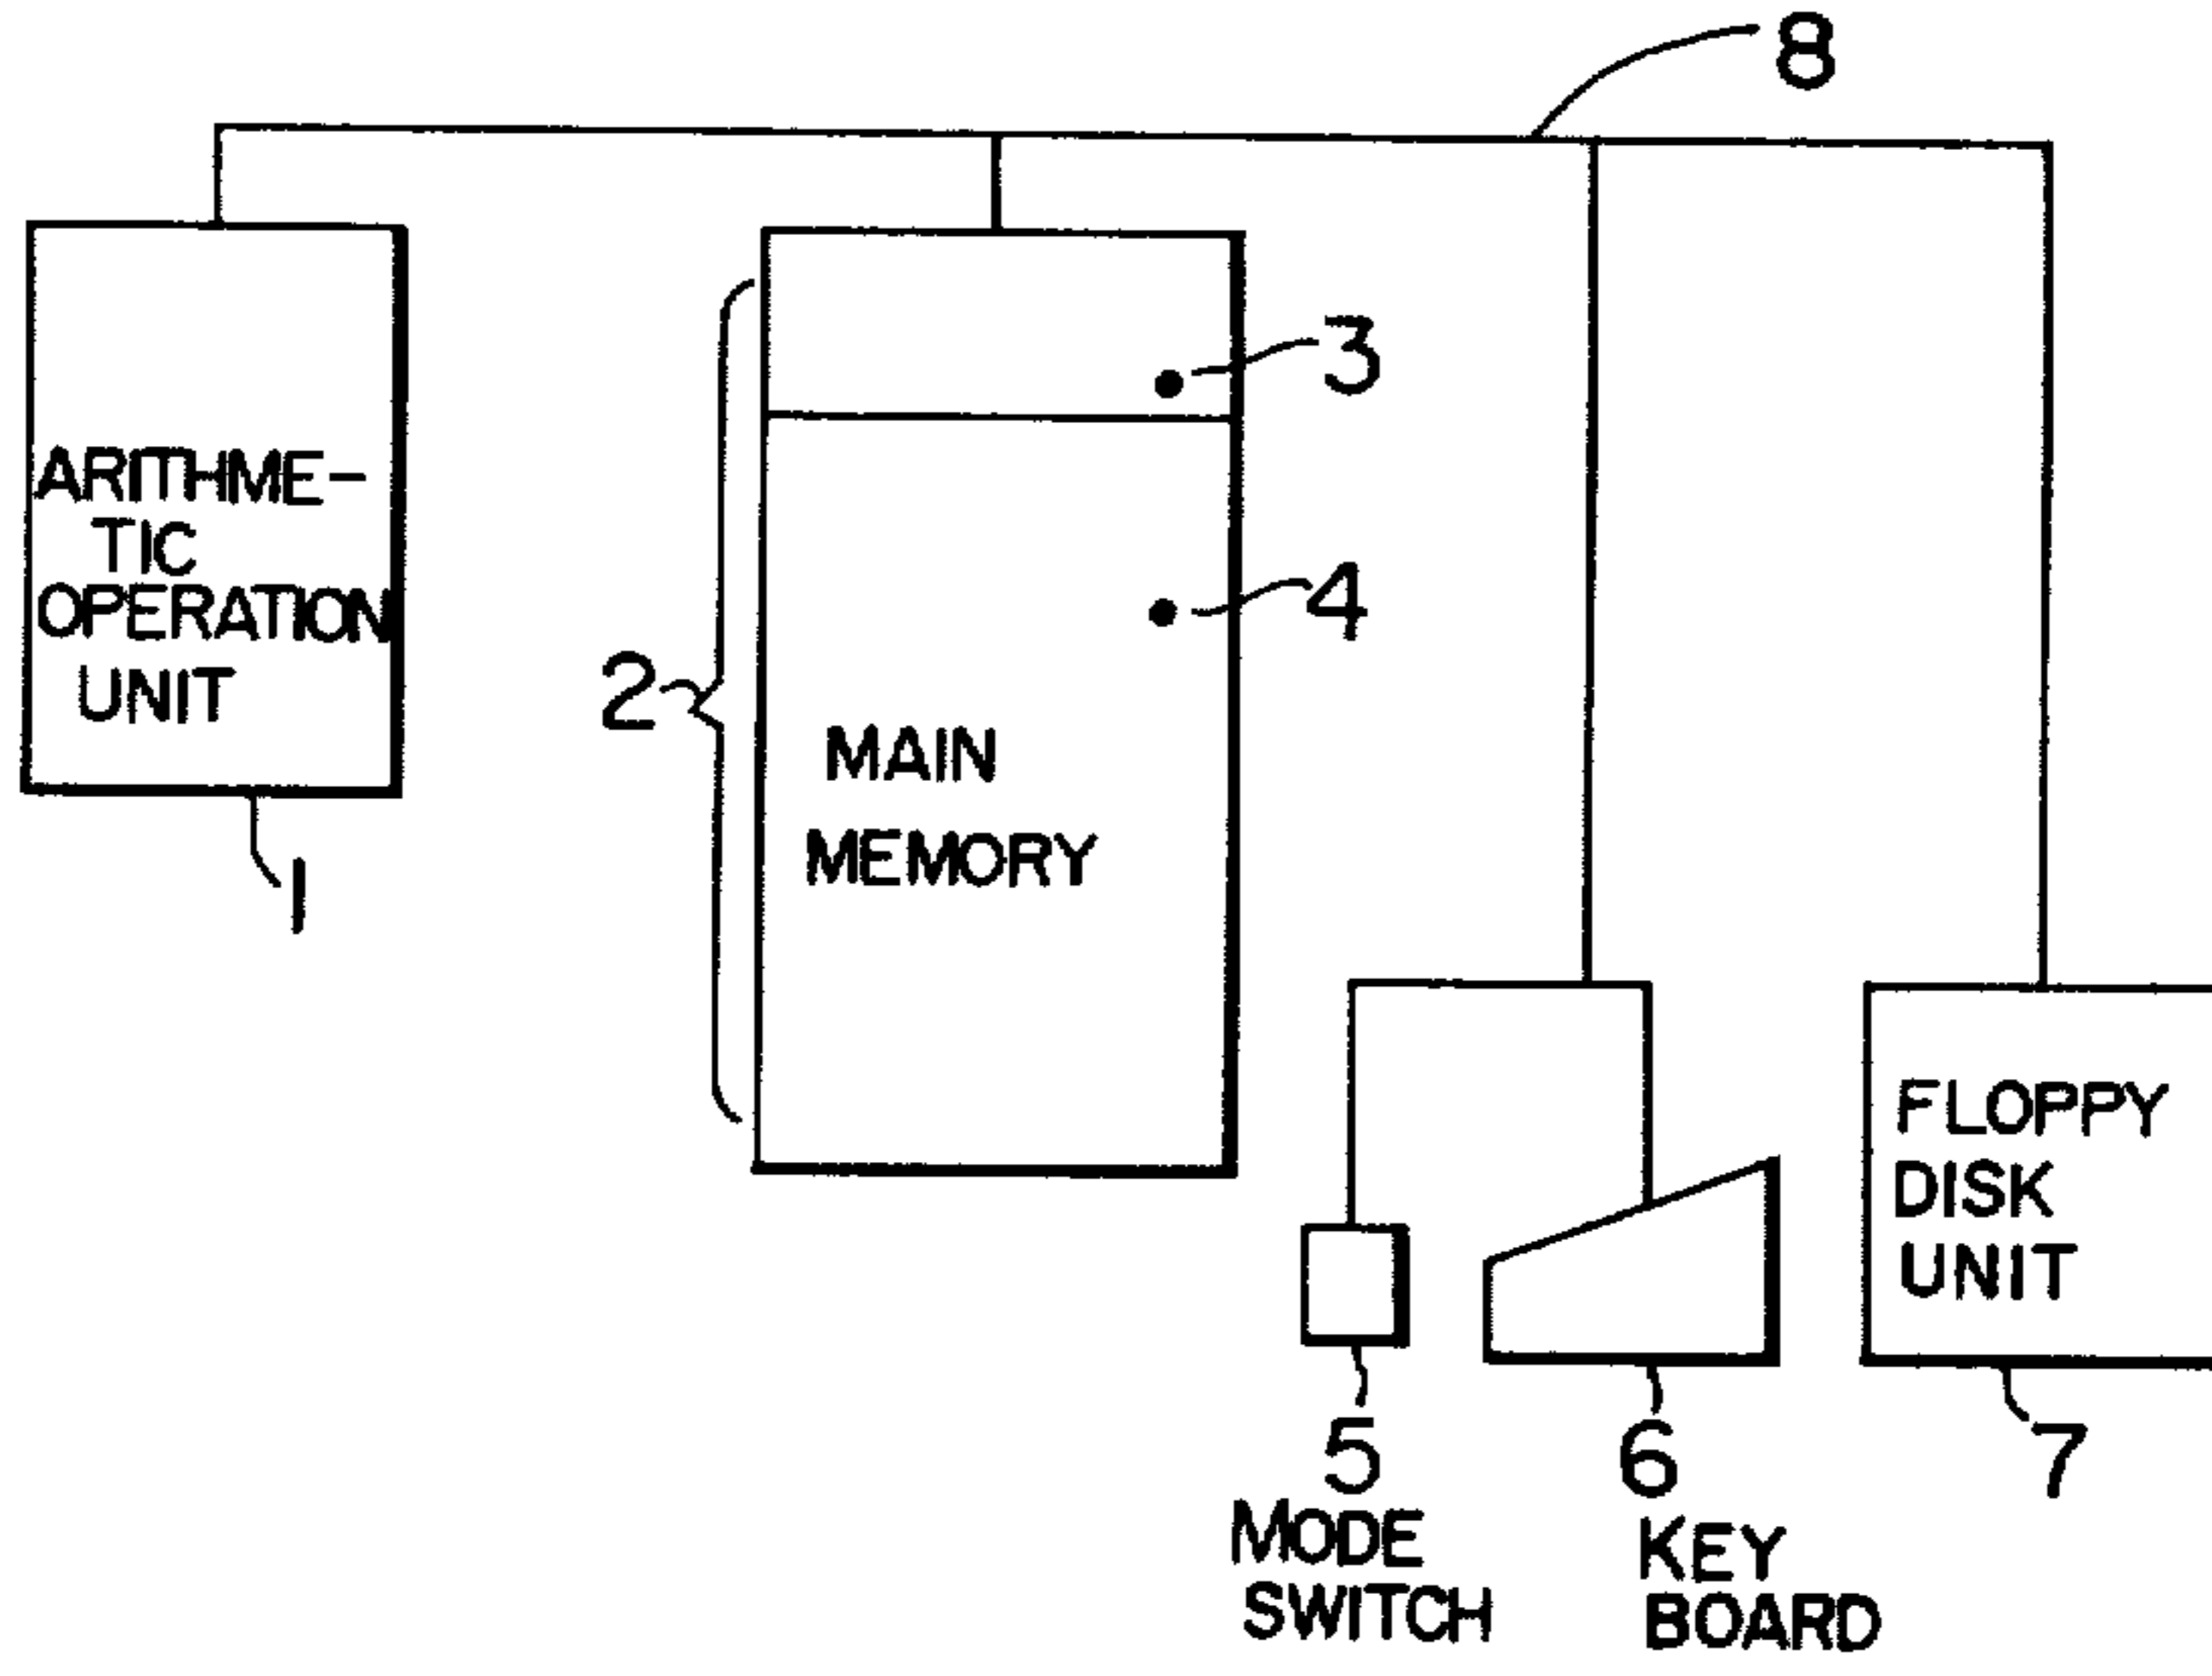 8
3
ARITHME-
TIC
OPERATION
UNIT
4
2
MAIN
MEMORY
1
FLOPPY
DISK
UNIT
5
MODE
SWITCH
6
KEY
BOARD
7